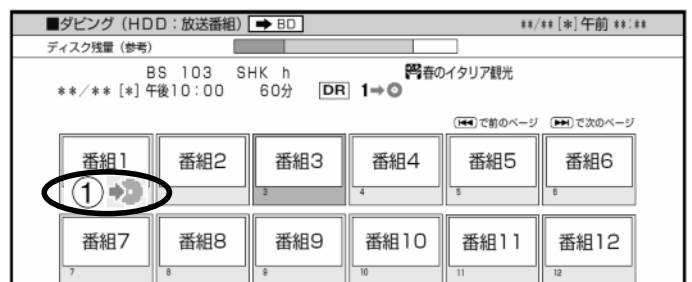 ■ダビング（HDD：放送番組）➡BD **/**[*]午前 **:**
ディスク残量（参考）
BS 103 SHK h 春のイタリア観光
**/**[*]午後10:00 60分 DR 1➡
⏮で前のページ ⏭で次のページ
番組1 番組2 番組3 番組4 番組5 番組6
①➡ 3 4 5 6
番組7 番組8 番組9 番組10 番組11 番組12
7 8 9 10 11 12